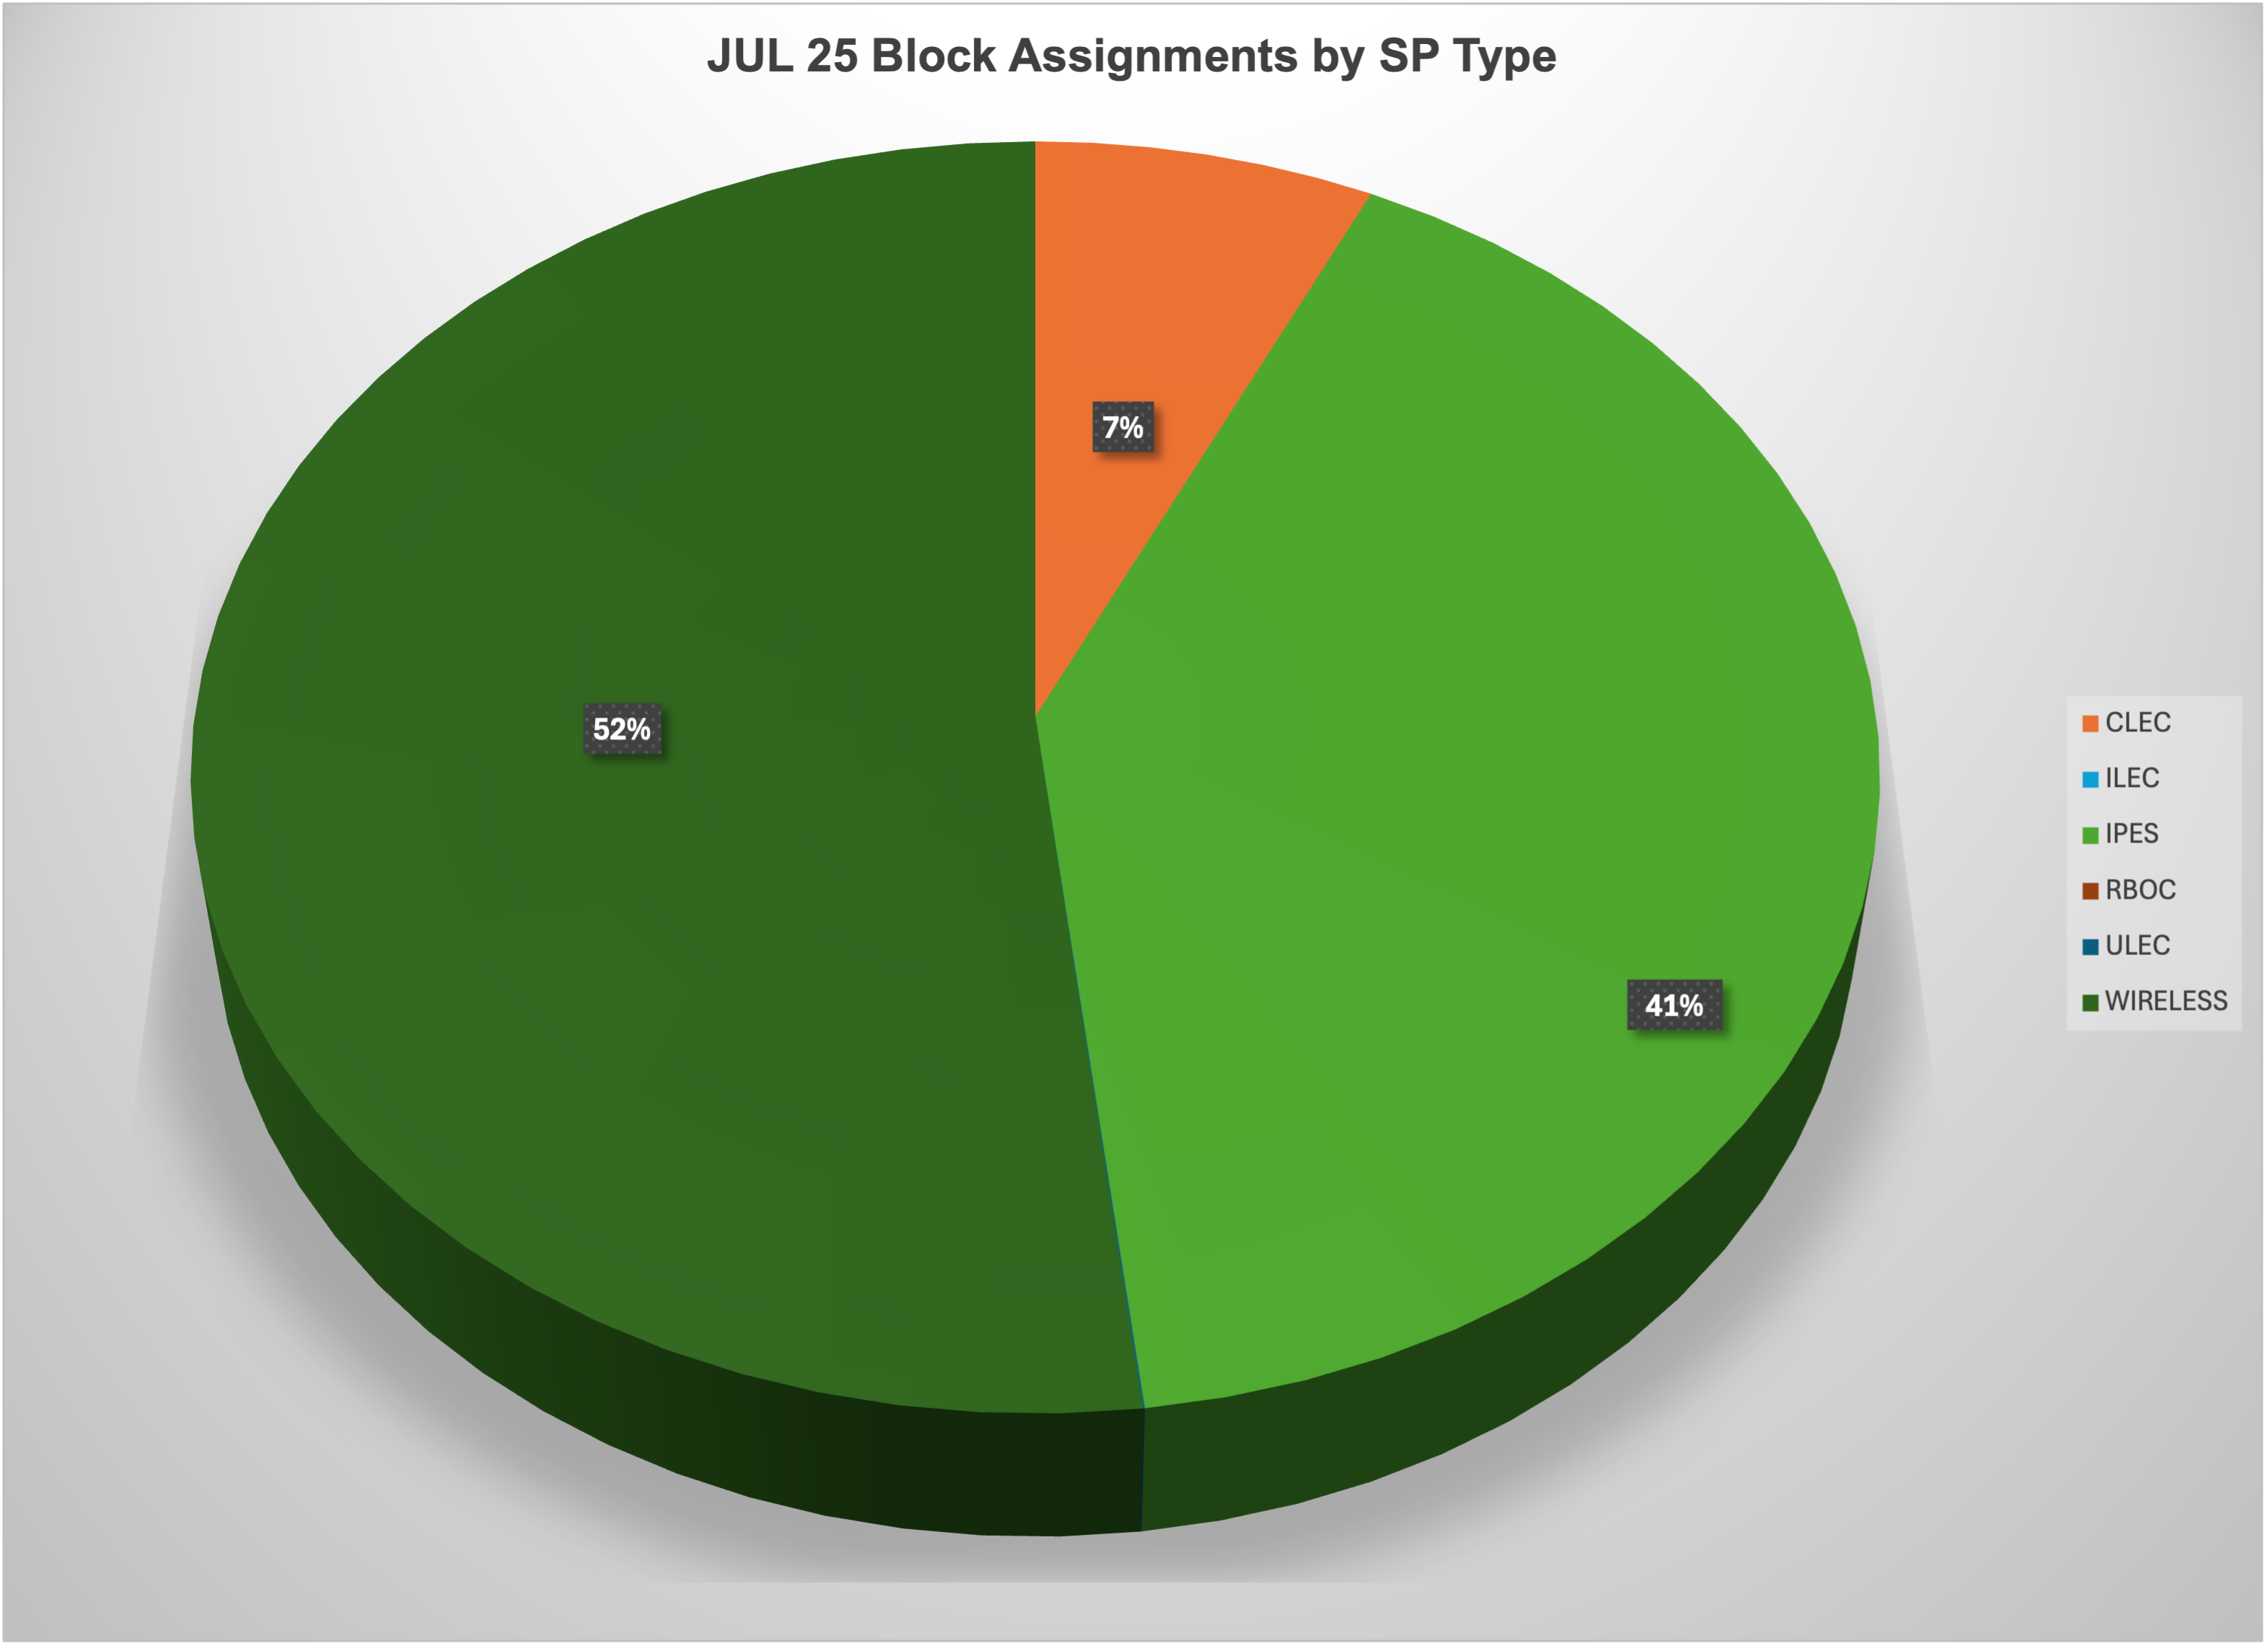 JUL 25 Block Assignments by SP Type
7%
52%
41%
CLEC
ILEC
IPES
RBOC
ULEC
WIRELESS